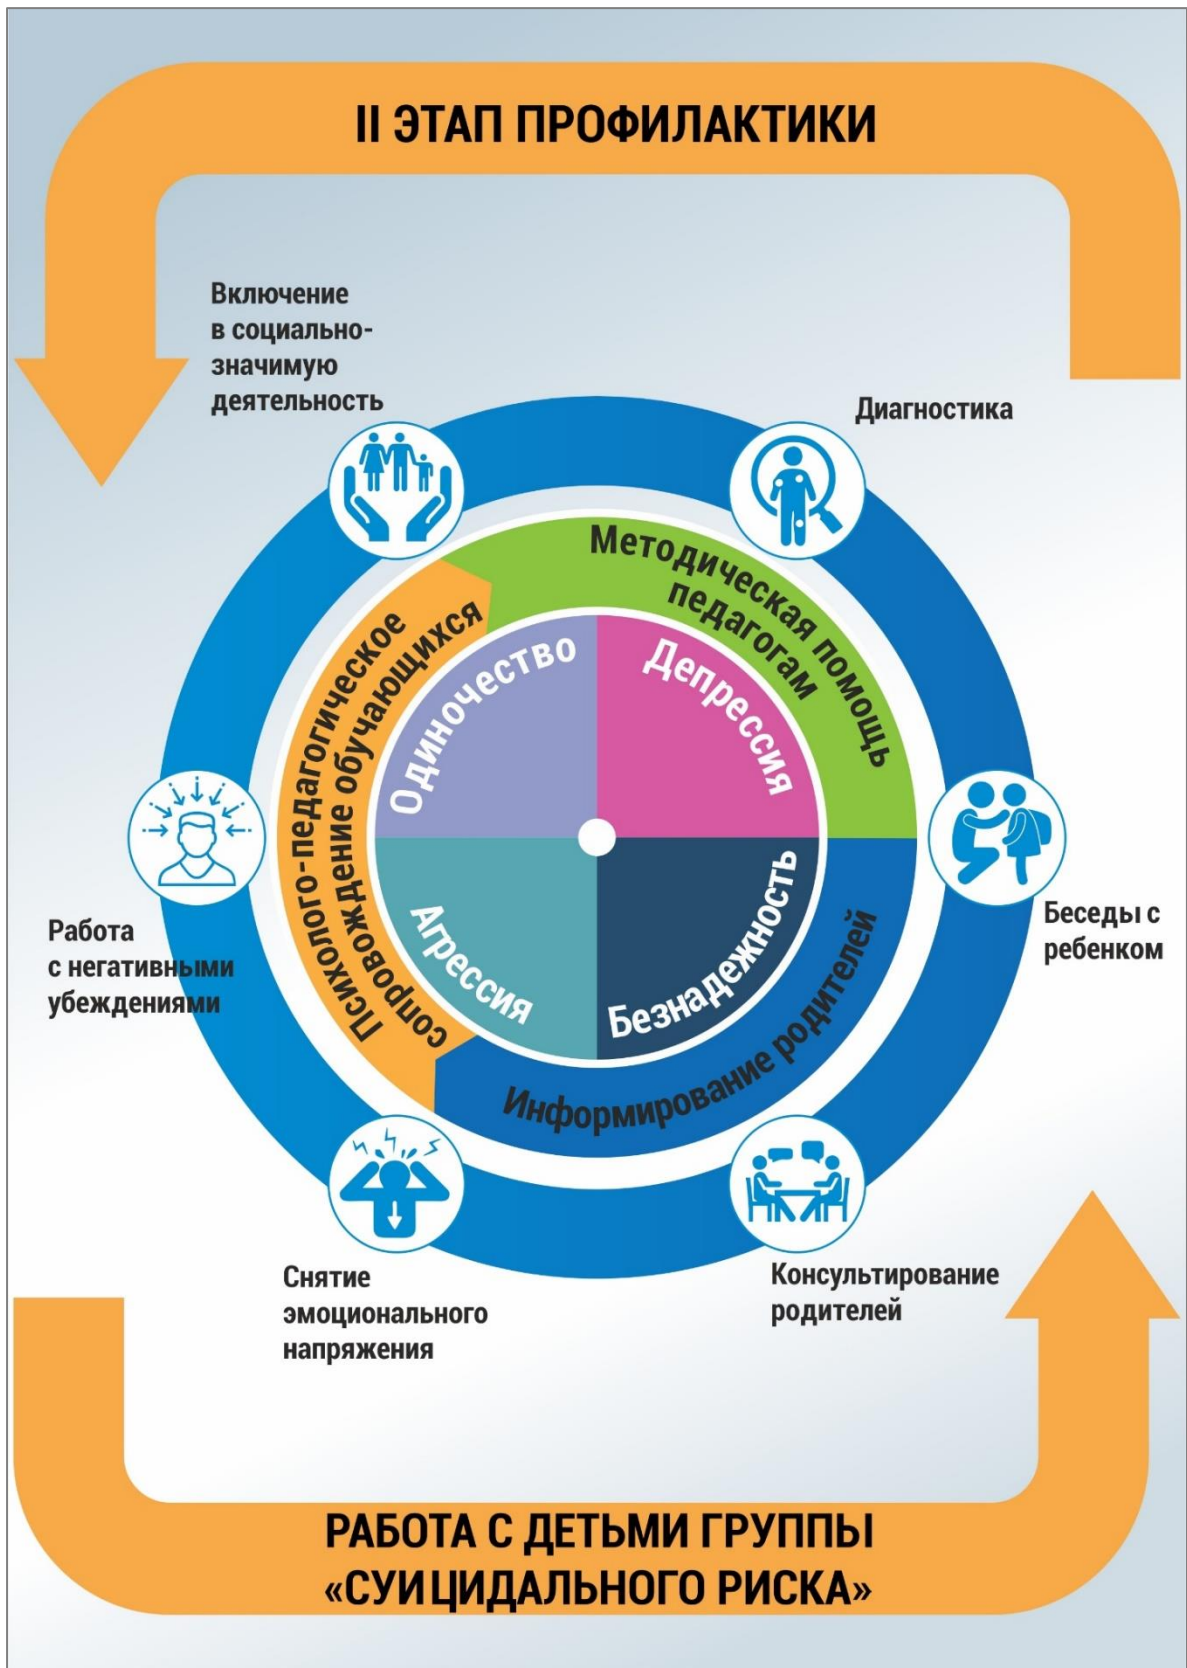 II ЭТАП ПРОФИЛАКТИКИ
Включение
в социально-
значимую
деятельность
Диагностика
Методическая помощь
педагогам
Психолого-педагогическое
сопровождение обучающихся
Одиночество
Депрессия
Агрессия
Безнадежность
Информирование родителей
Работа
с негативными
убеждениями
Беседы с
ребенком
Снятие
эмоционального
напряжения
Консультирование
родителей
РАБОТА С ДЕТЬМИ ГРУППЫ
«СУИЦИДАЛЬНОГО РИСКА»